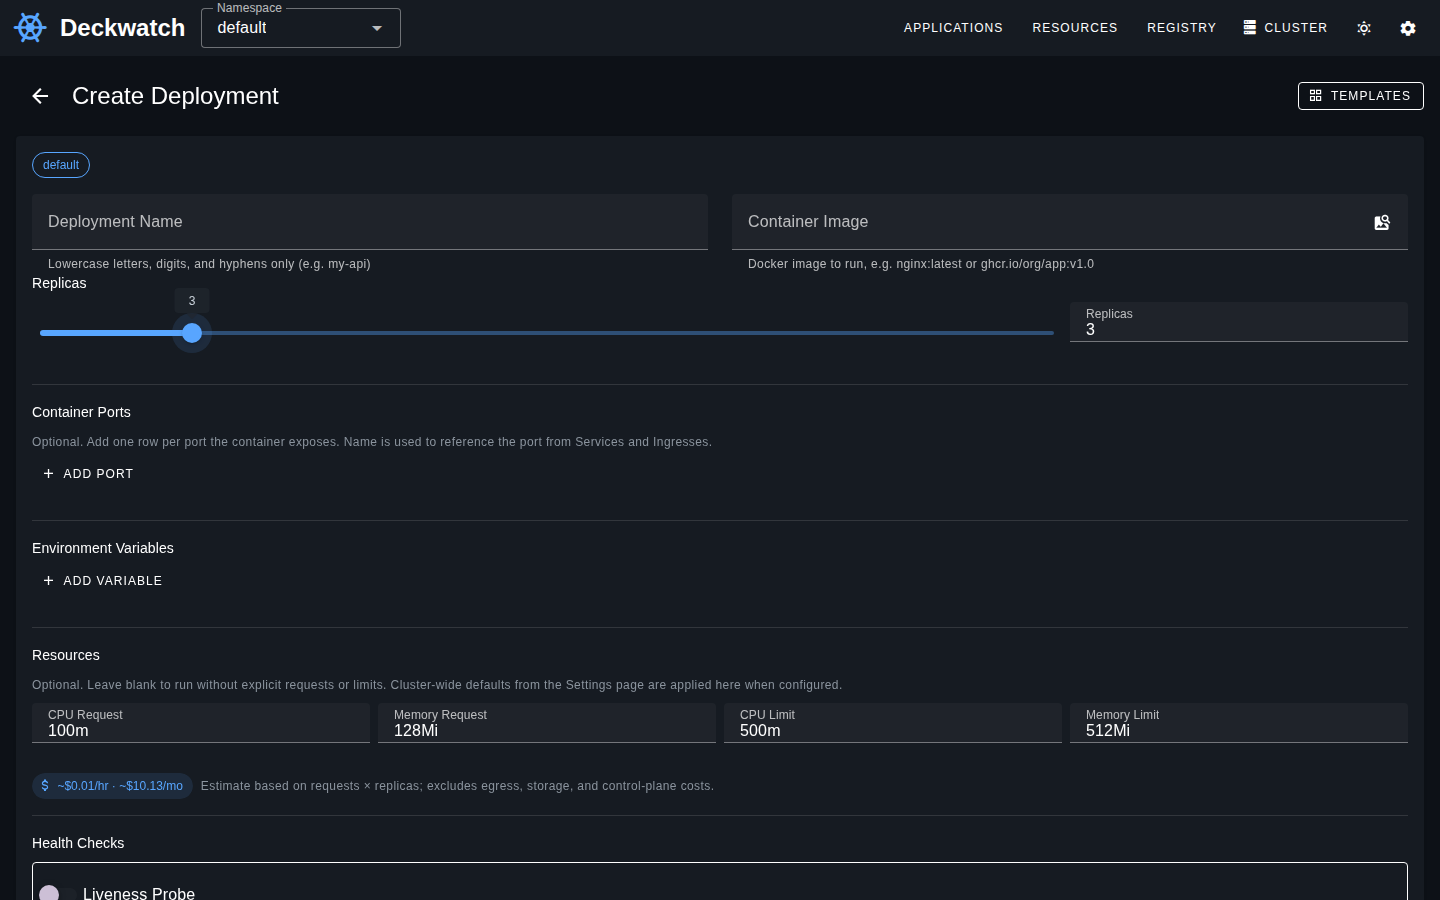 Deckwatch
Namespace
default
APPLICATIONS
RESOURCES
REGISTRY
CLUSTER
Create Deployment
TEMPLATES
default
Deployment Name
Container Image
Lowercase letters, digits, and hyphens only (e.g. my-api)
Docker image to run, e.g. nginx:latest or ghcr.io/org/app:v1.0
Replicas
3
Replicas
3
Container Ports
Optional. Add one row per port the container exposes. Name is used to reference the port from Services and Ingresses.
ADD PORT
Environment Variables
ADD VARIABLE
Resources
Optional. Leave blank to run without explicit requests or limits. Cluster-wide defaults from the Settings page are applied here when configured.
CPU Request
100m
Memory Request
128Mi
CPU Limit
500m
Memory Limit
512Mi
~$0.01/hr · ~$10.13/mo
Estimate based on requests × replicas; excludes egress, storage, and control-plane costs.
Health Checks
Liveness Probe